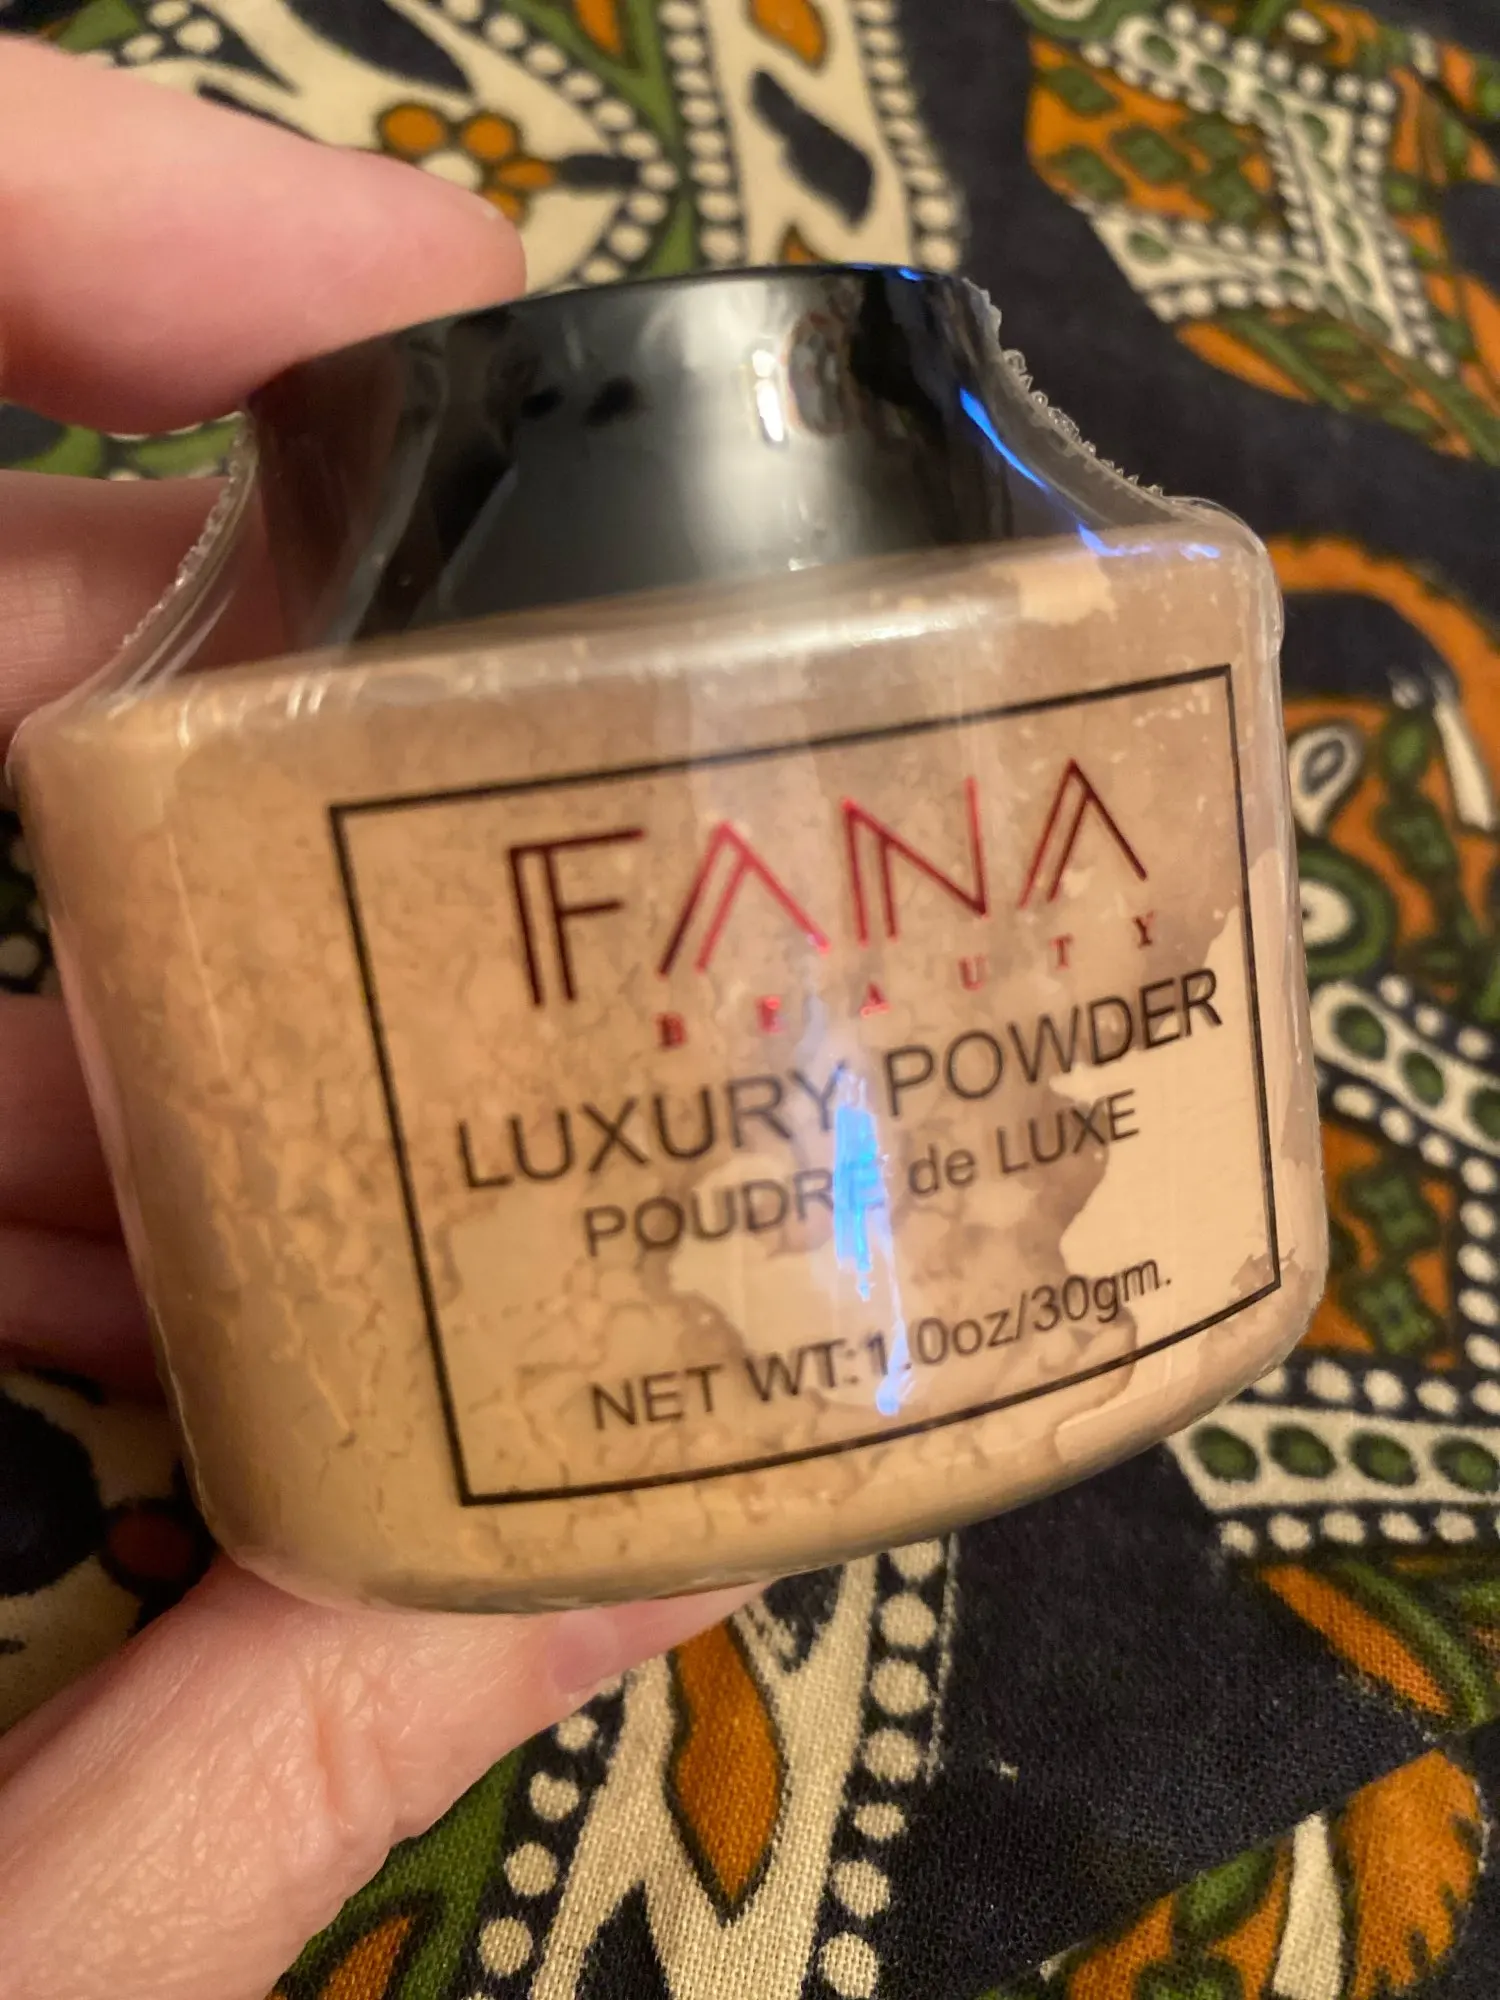 FANA
BEAUTY
LUXURY POWDER
POUDRE de LUXE
NET WT:1.0oz/30gm.